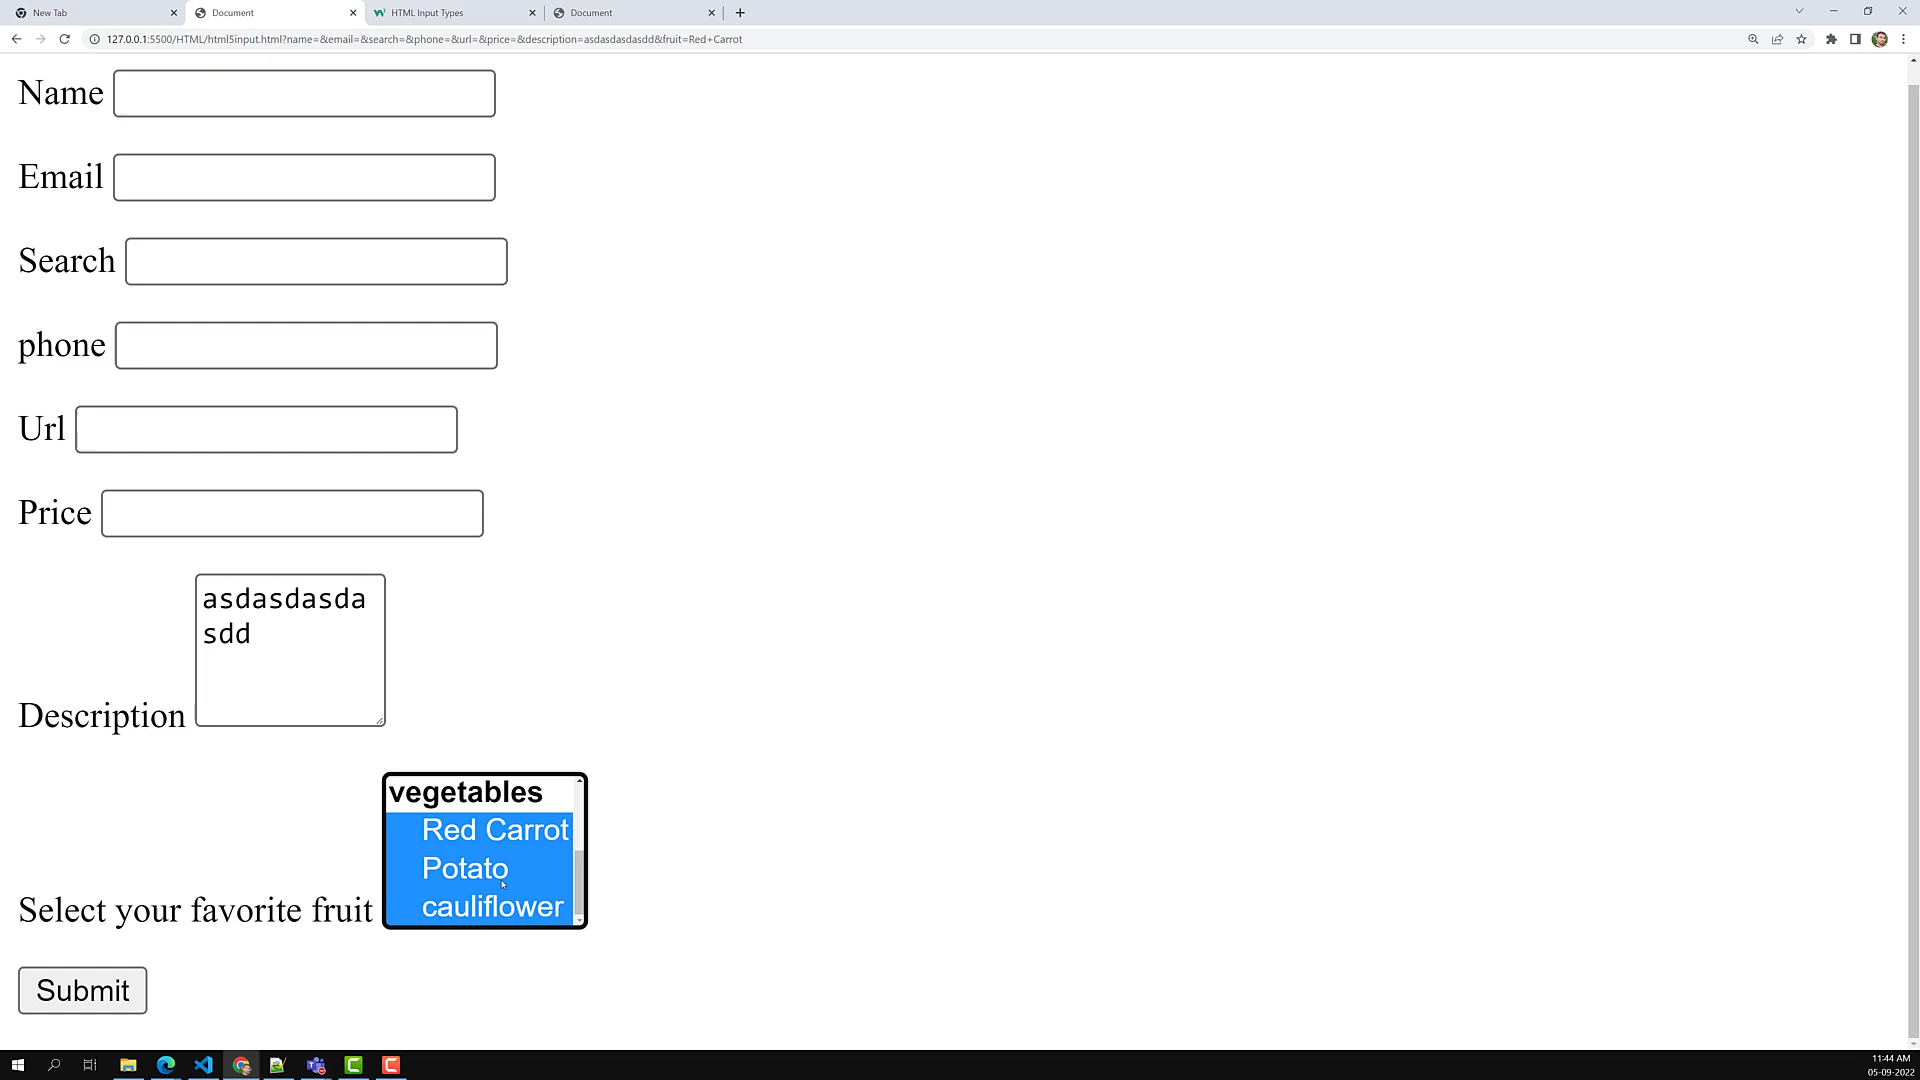 New Tab
Document
HTML Input Types
Document
127.0.0.1:5500/HTML/html5input.html?name=&email=&search=&phone=&url=&price=&description=asdasdasdasdd&fruit=Red+Carrot
Name
Email
Search
phone
Url
Price
asdasdasda
sdd
Description
vegetables
Red Carrot
Potato
cauliflower
Select your favorite fruit
Submit
11:44 AM
05-09-2022